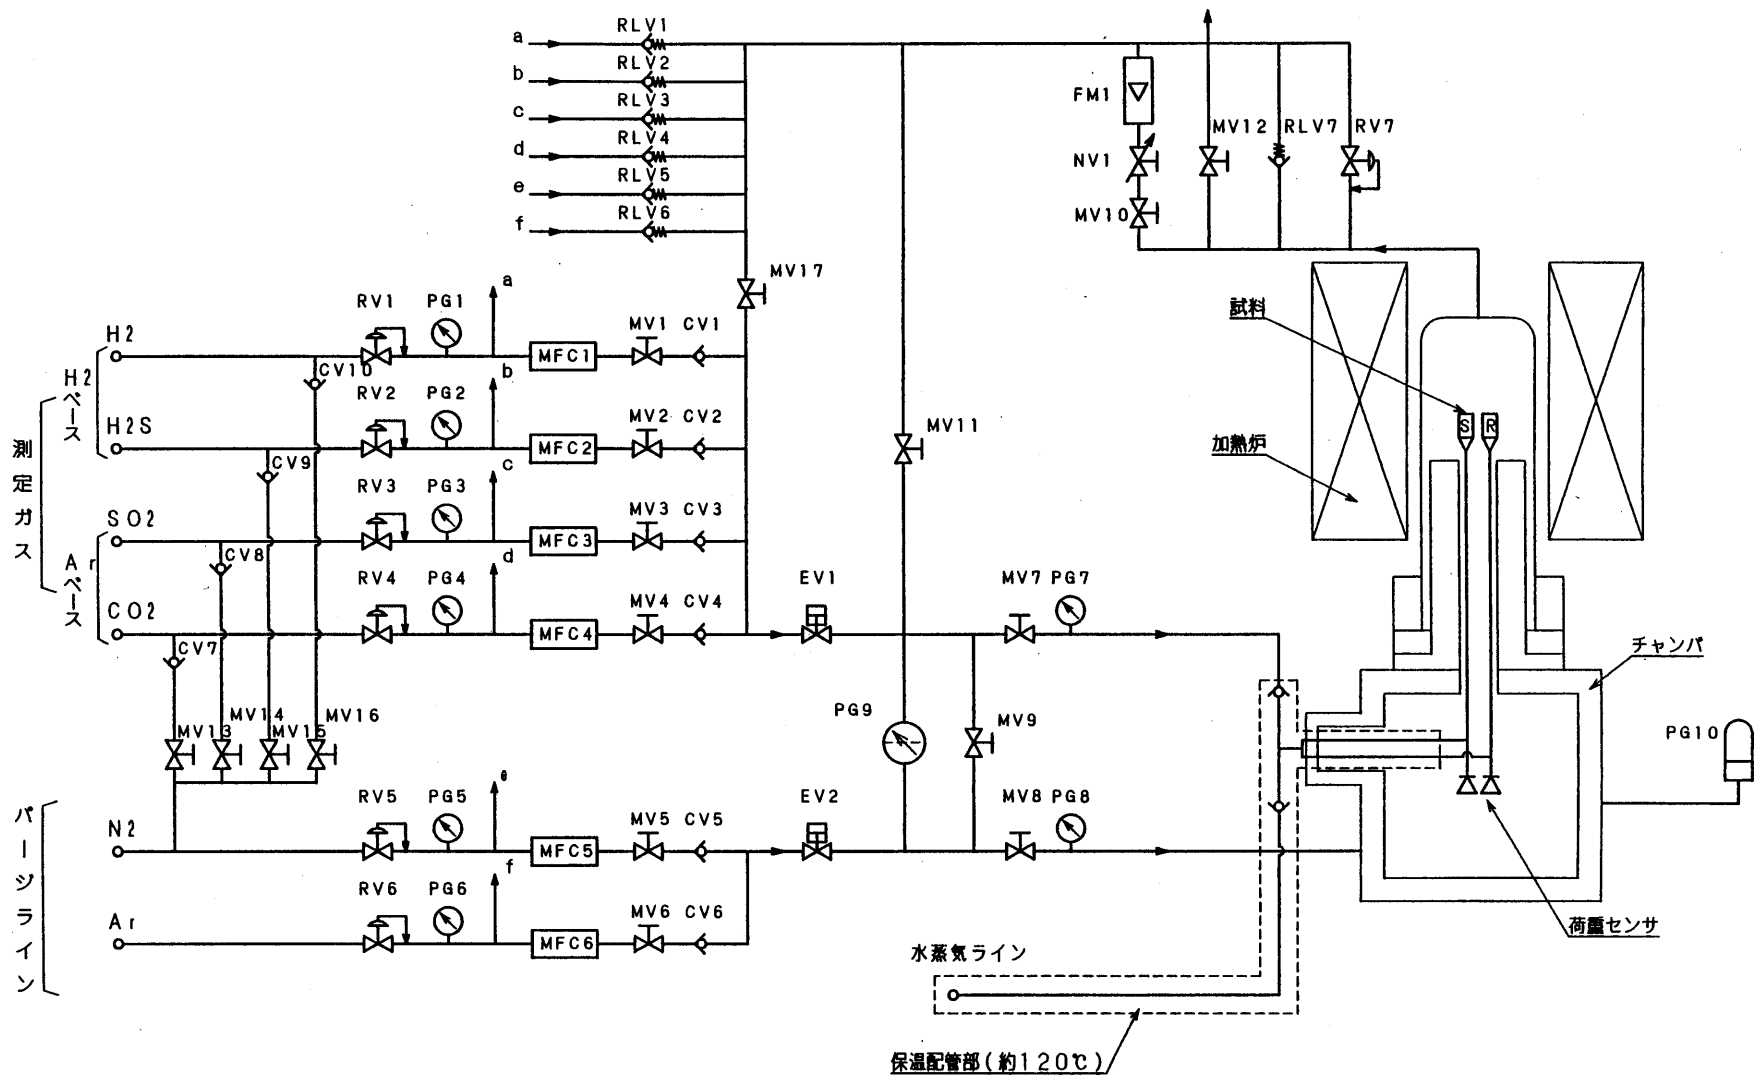 a RLV1
b RLV2
c RLV3
d RLV4
e RLV5
f RLV6
FM1
MV12 RLV7 RV7
NV1
MV10
MV17
試料
加熱炉
RV1 PG1 a
H2
MFC1 MV1 CV1
CV10
H2ベース
RV2 PG2 b
H2S
MFC2 MV2 CV2
MV11
CV9
測定ガス
RV3 PG3 c
SO2
MFC3 MV3 CV3
CV8
Arベース
RV4 PG4 d
CO2
MFC4 MV4 CV4
EV1
MV7 PG7
CV7
S R
チャンバ
MV13 MV14 MV15 MV16
PG9
MV9
PG10
パージライン
RV5 PG5 e
N2
MFC5 MV5 CV5
EV2
MV8 PG8
RV6 PG6 f
Ar
MFC6 MV6 CV6
荷重センサ
水蒸気ライン
保温配管部(約120℃)